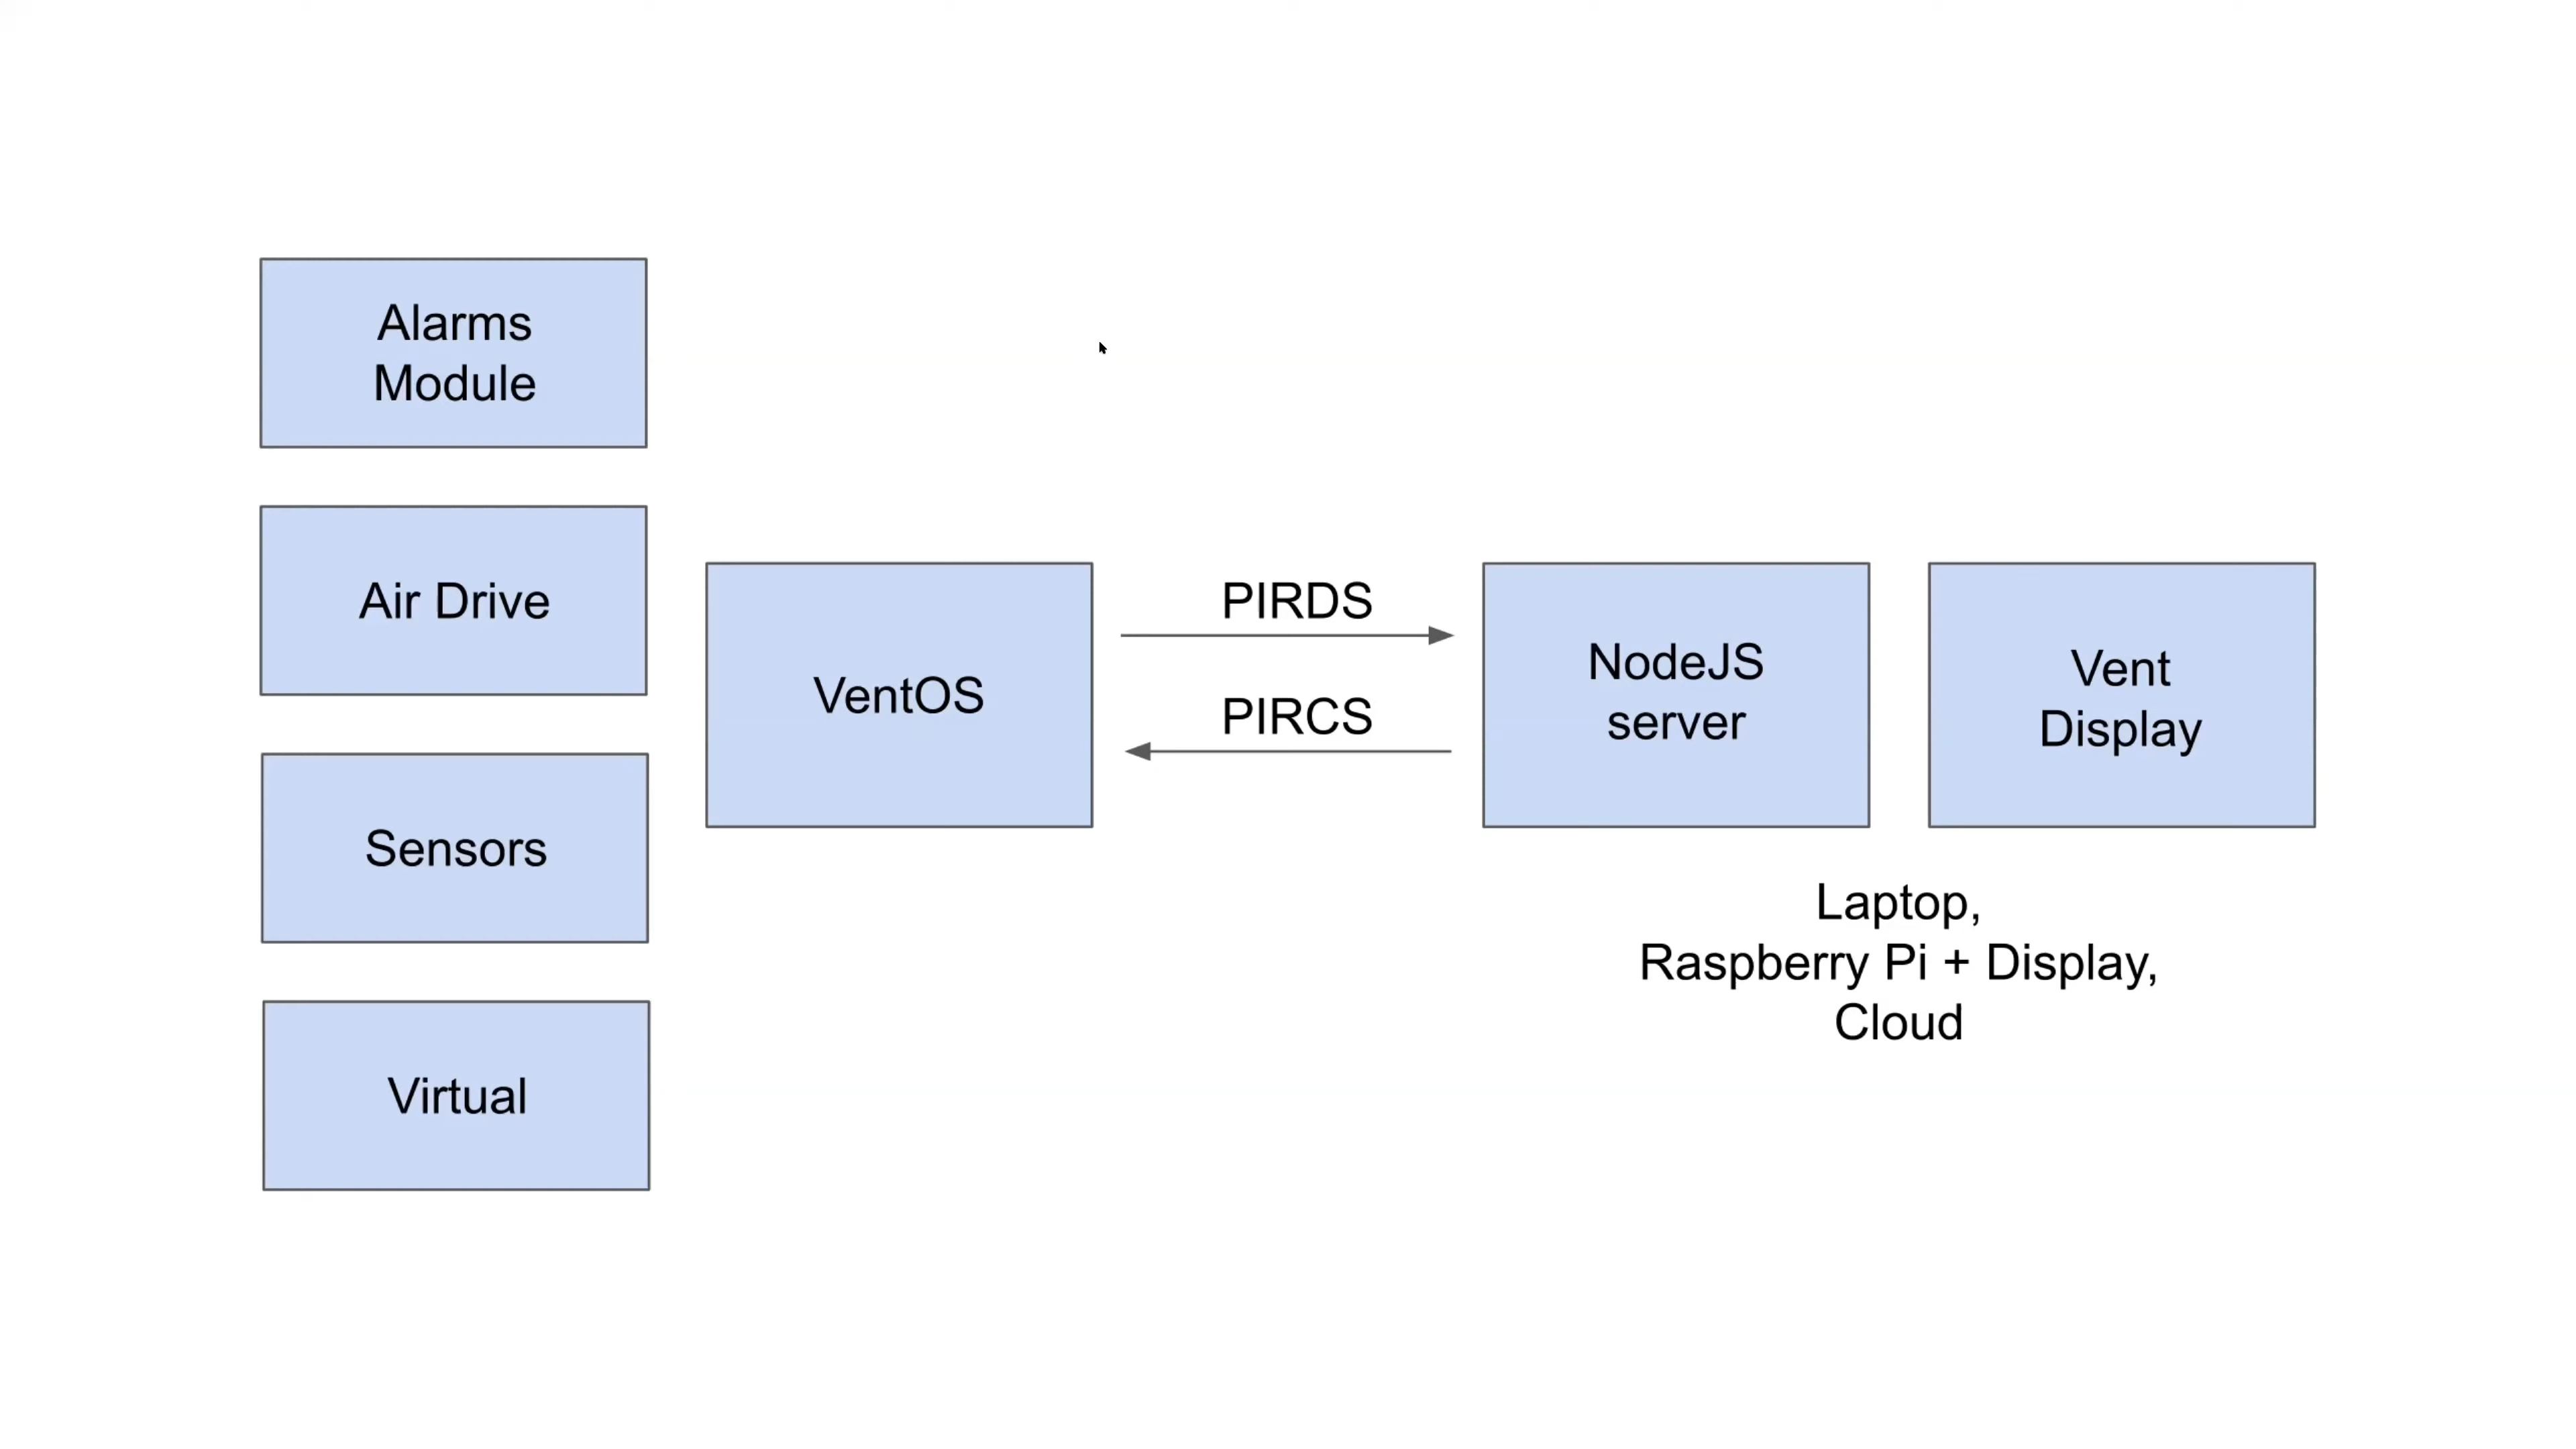 Alarms
Module
Air Drive
Sensors
Virtual
VentOS
PIRDS
PIRCS
NodeJS
server
Vent
Display
Laptop,
Raspberry Pi + Display,
Cloud